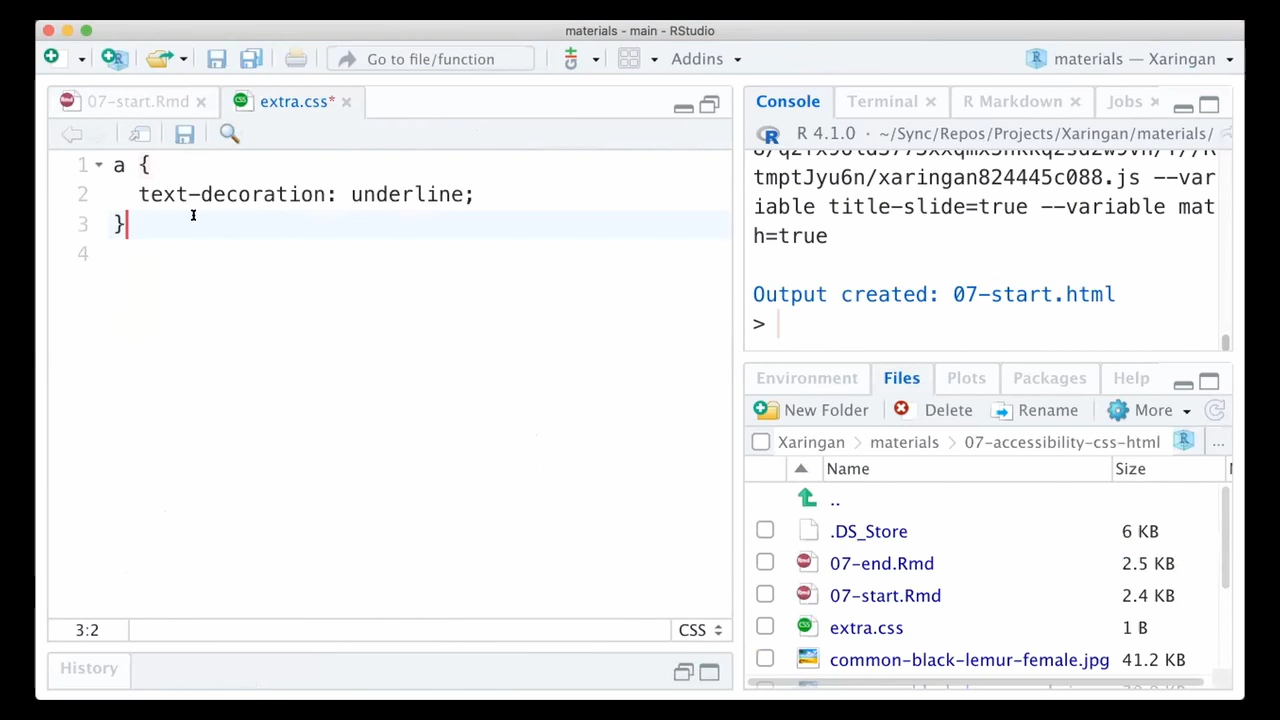 materials - main - RStudio
Go to file/function
Addins
materials — Xaringan
07-start.Rmd
extra.css*
1 a {
2 text-decoration: underline;
3 }
4
3:2
CSS
History
Console
Terminal
R Markdown
Jobs
R 4.1.0 · ~/Sync/Repos/Projects/Xaringan/materials/
tmptJyu6n/xaringan824445c088.js --var
iable title-slide=true --variable mat
h=true
Output created: 07-start.html
>
Environment
Files
Plots
Packages
Help
New Folder
Delete
Rename
More
Xaringan > materials > 07-accessibility-css-html
...
Name
Size
..
.DS_Store 6 KB
07-end.Rmd 2.5 KB
07-start.Rmd 2.4 KB
extra.css 1 B
common-black-lemur-female.jpg 41.2 KB